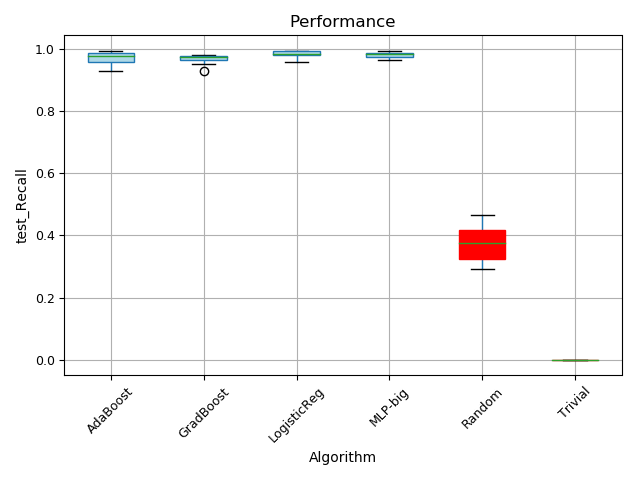 Performance
1.0
0.8
0.6
0.4
0.2
0.0
test_Recall
AdaBoost
GradBoost
LogisticReg
MLP-big
Random
Trivial
Algorithm